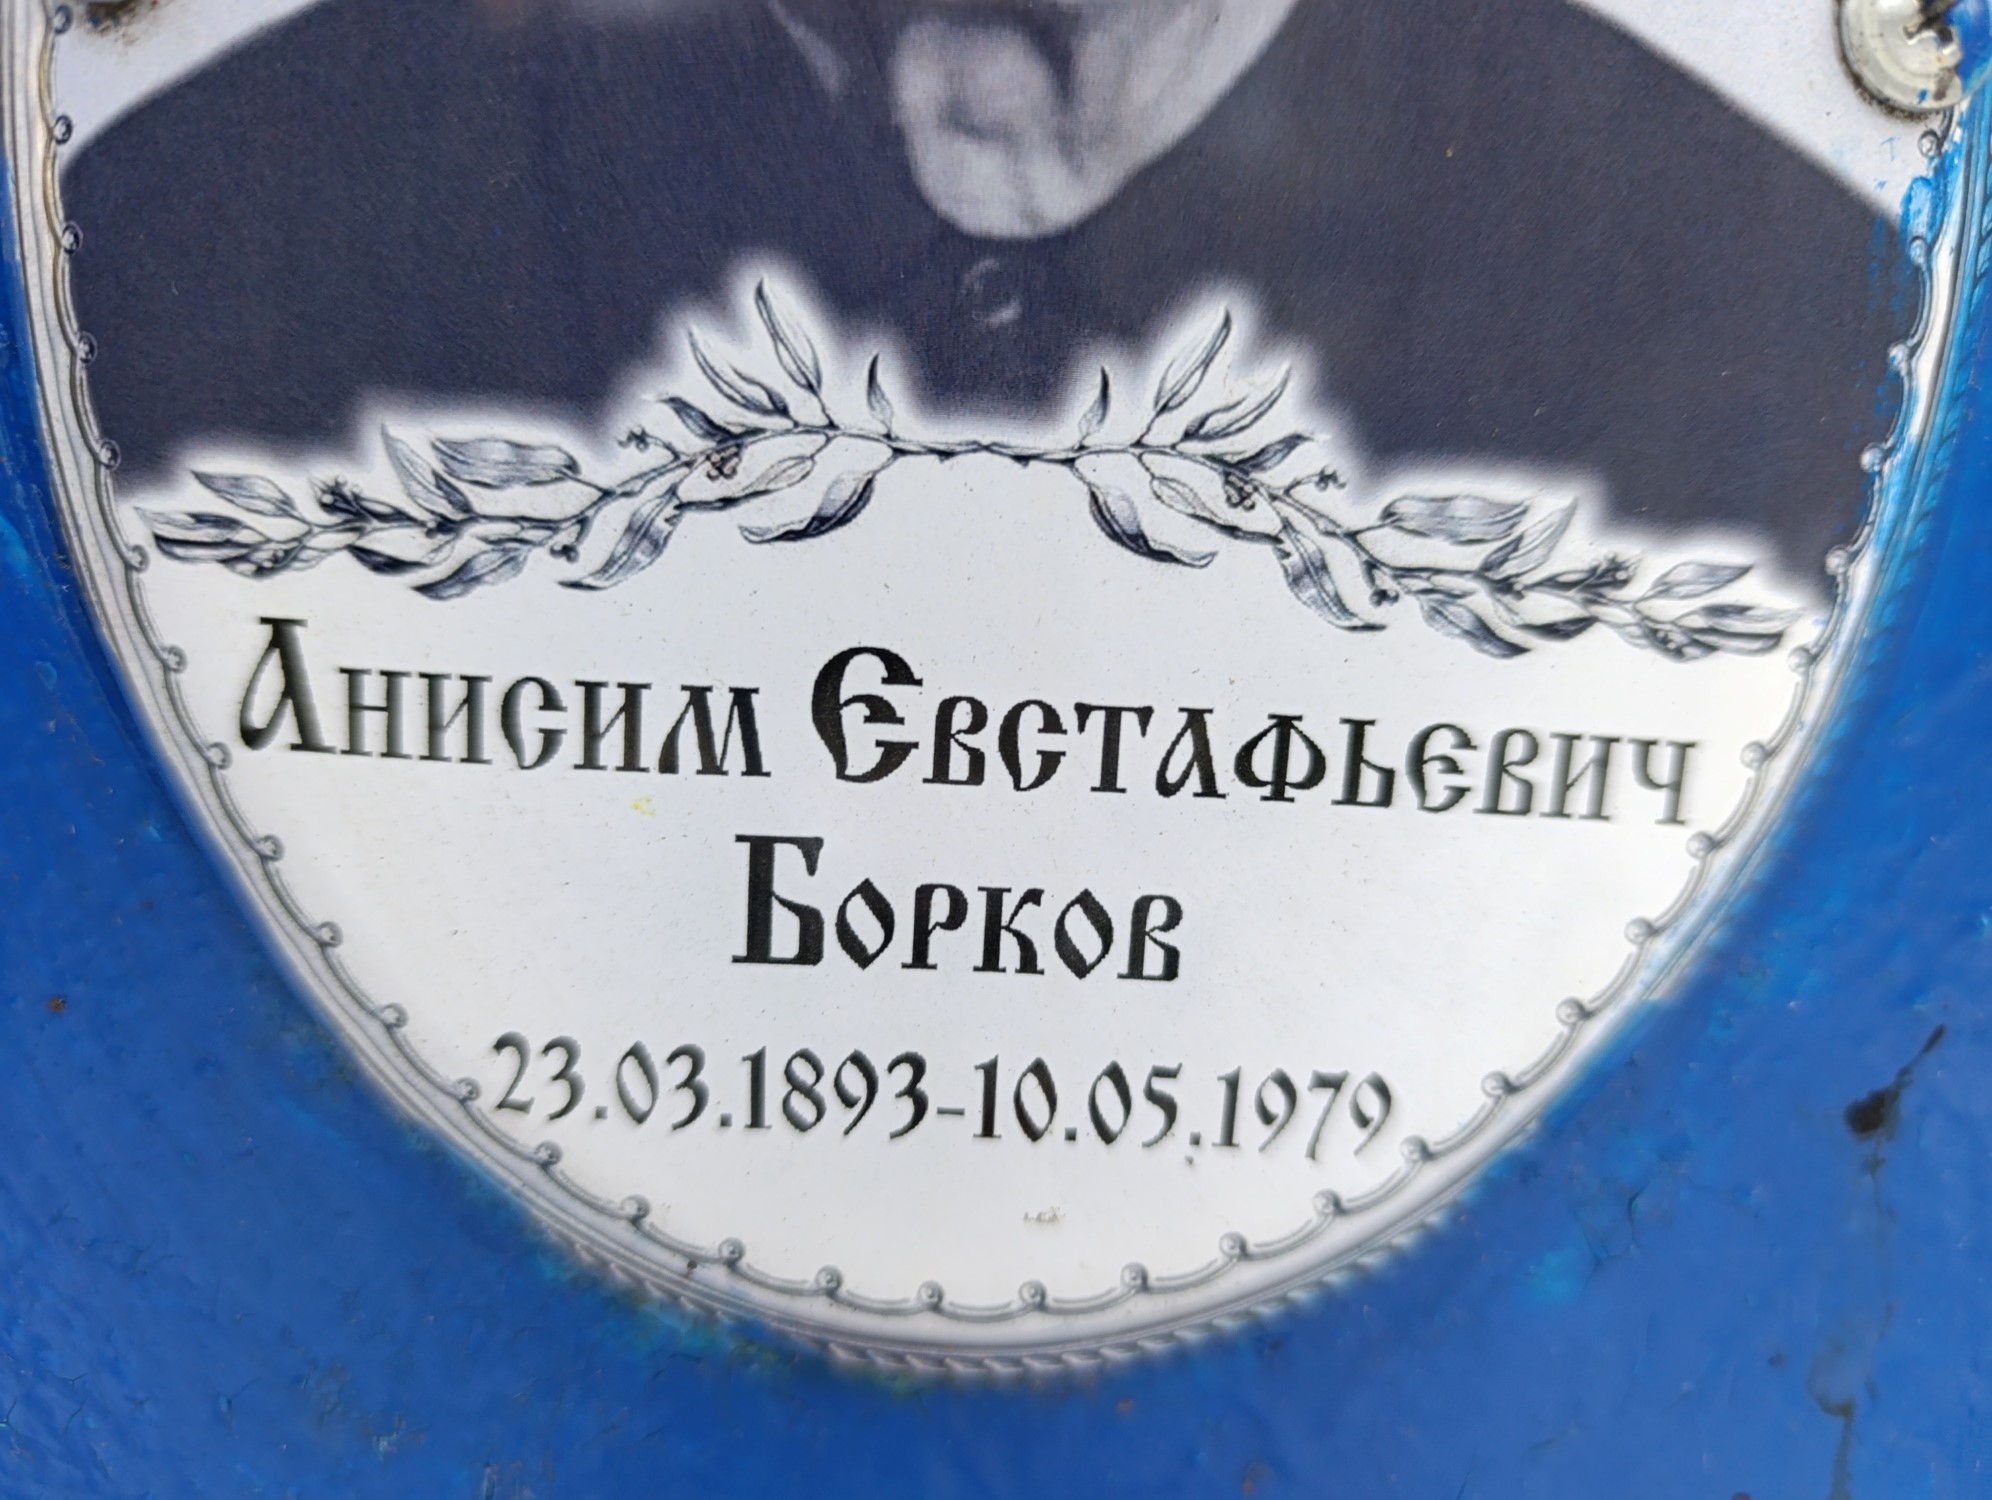 Анисим Евстафьевич
Борков
23.03.1893-10.05.1979